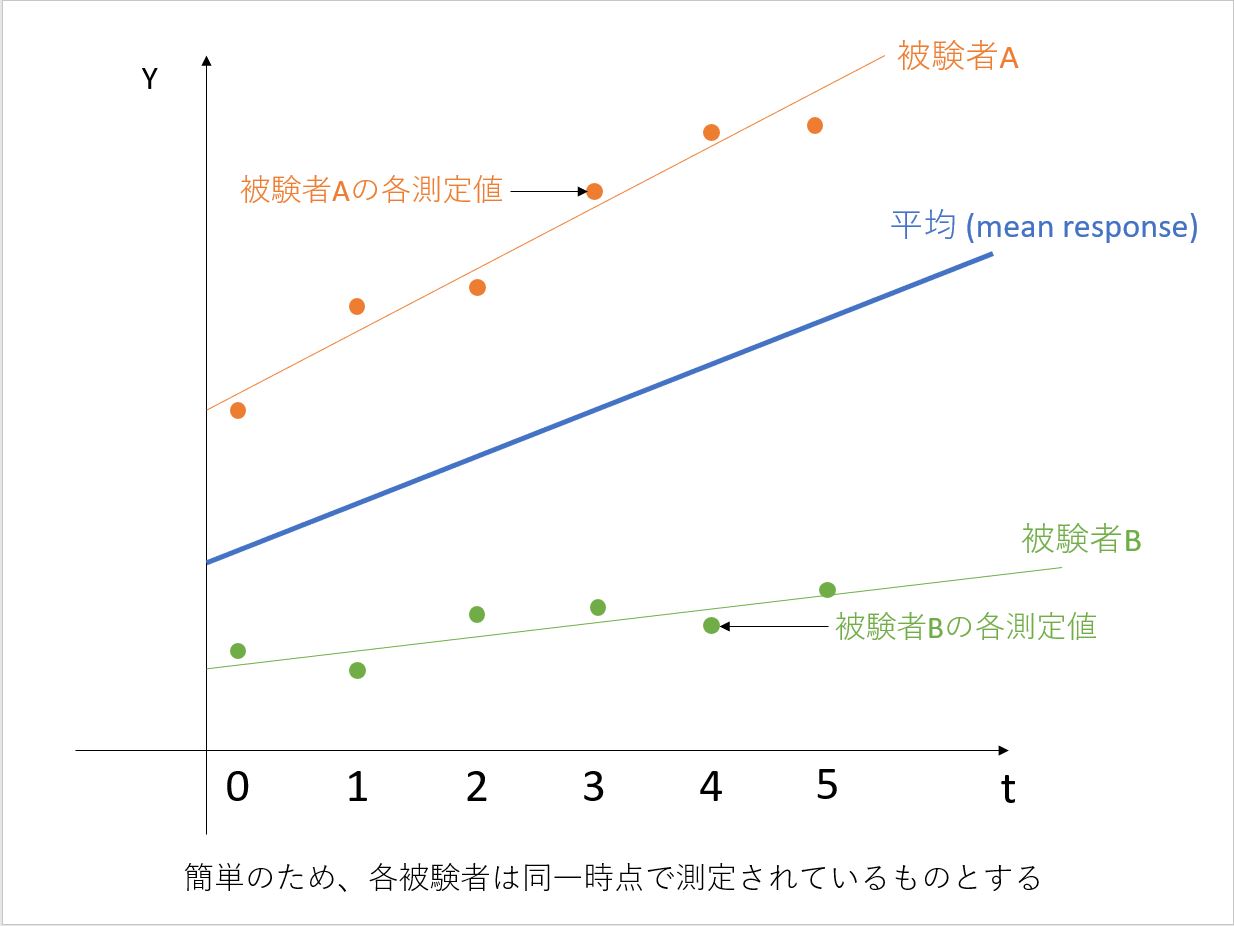 被験者A
Y
被験者Aの各測定値
平均 (mean response)
被験者B
被験者Bの各測定値
0 1 2 3 4 5 t
簡単のため、各被験者は同一時点で測定されているものとする